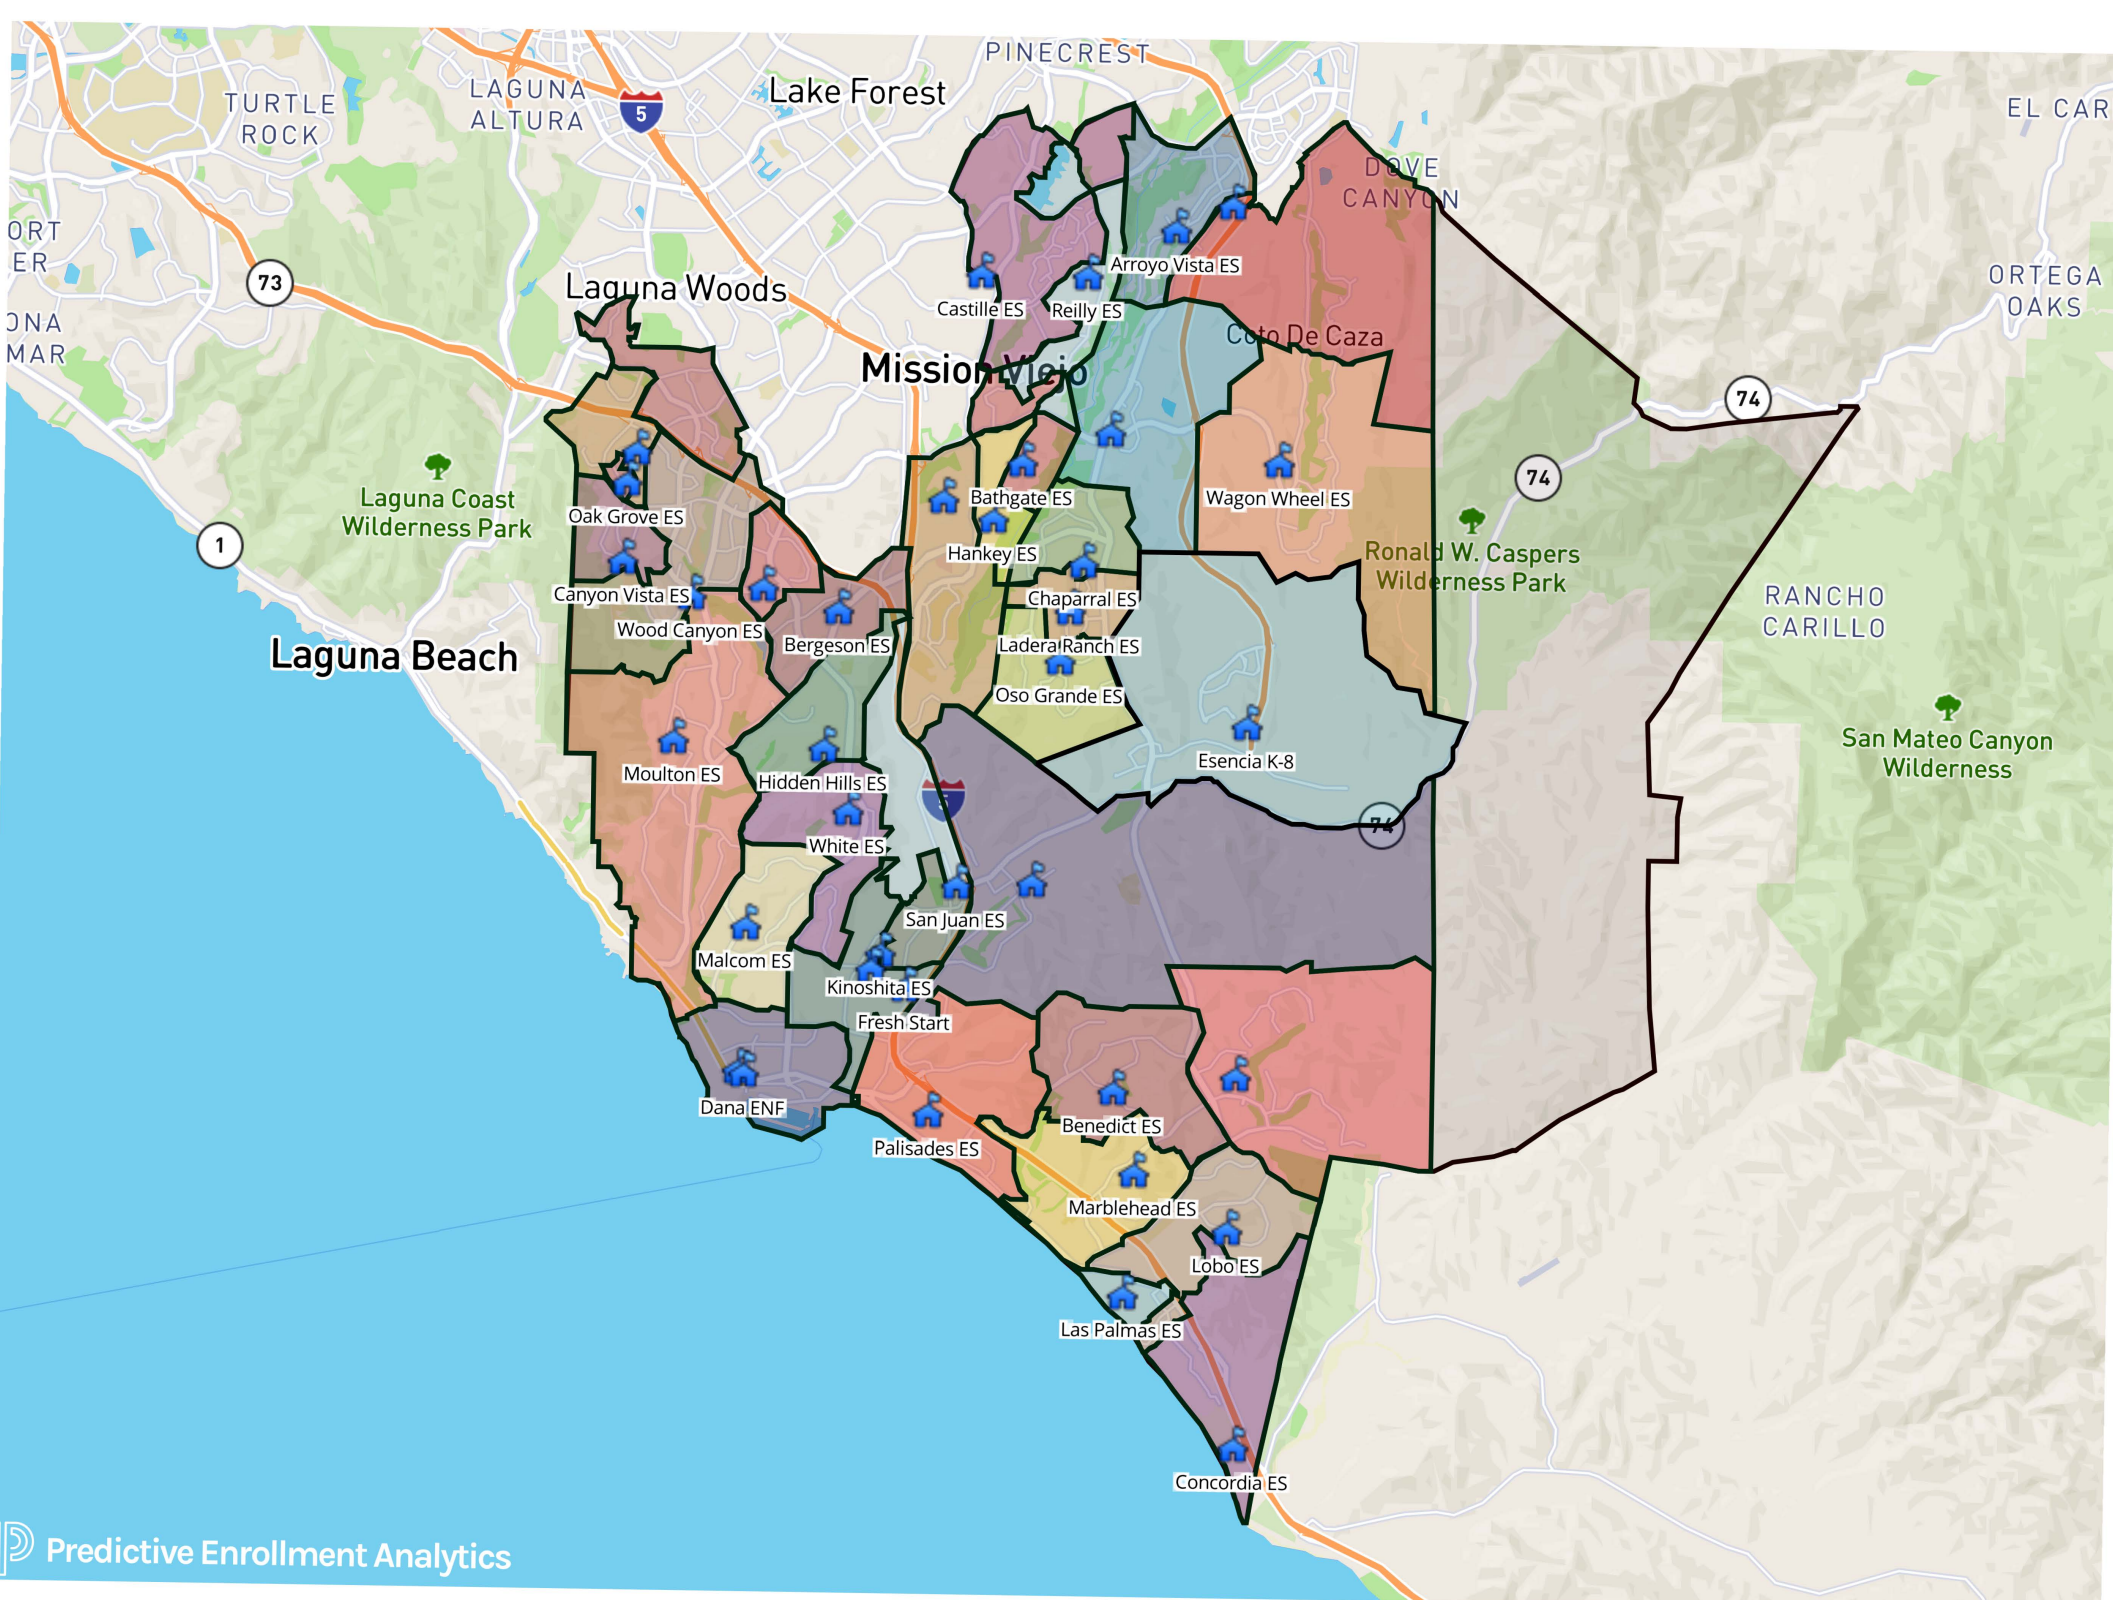 PINECREST
Lake Forest
LAGUNA
ALTURA
TURTLE
ROCK
5
EL CAR
DOVE
CANYON
ORT
ER
73
Laguna Woods
Arroyo Vista ES
ORTEGA
OAKS
Castille ES
Reilly ES
ONA
MAR
Coto De Caza
Mission Viejo
74
74
Laguna Coast
Wilderness Park
Bathgate ES
Wagon Wheel ES
Oak Grove ES
1
Hankey ES
Ronald W. Caspers
Wilderness Park
Canyon Vista ES
Chaparral ES
RANCHO
CARILLO
Wood Canyon ES
Bergeson ES
Ladera Ranch ES
Laguna Beach
Oso Grande ES
San Mateo Canyon
Wilderness
Esencia K-8
Moulton ES
Hidden Hills ES
5
74
White ES
San Juan ES
Malcom ES
Kinoshita ES
Fresh Start
Dana ENF
Benedict ES
Palisades ES
Marblehead ES
Lobo ES
Las Palmas ES
Concordia ES
Predictive Enrollment Analytics